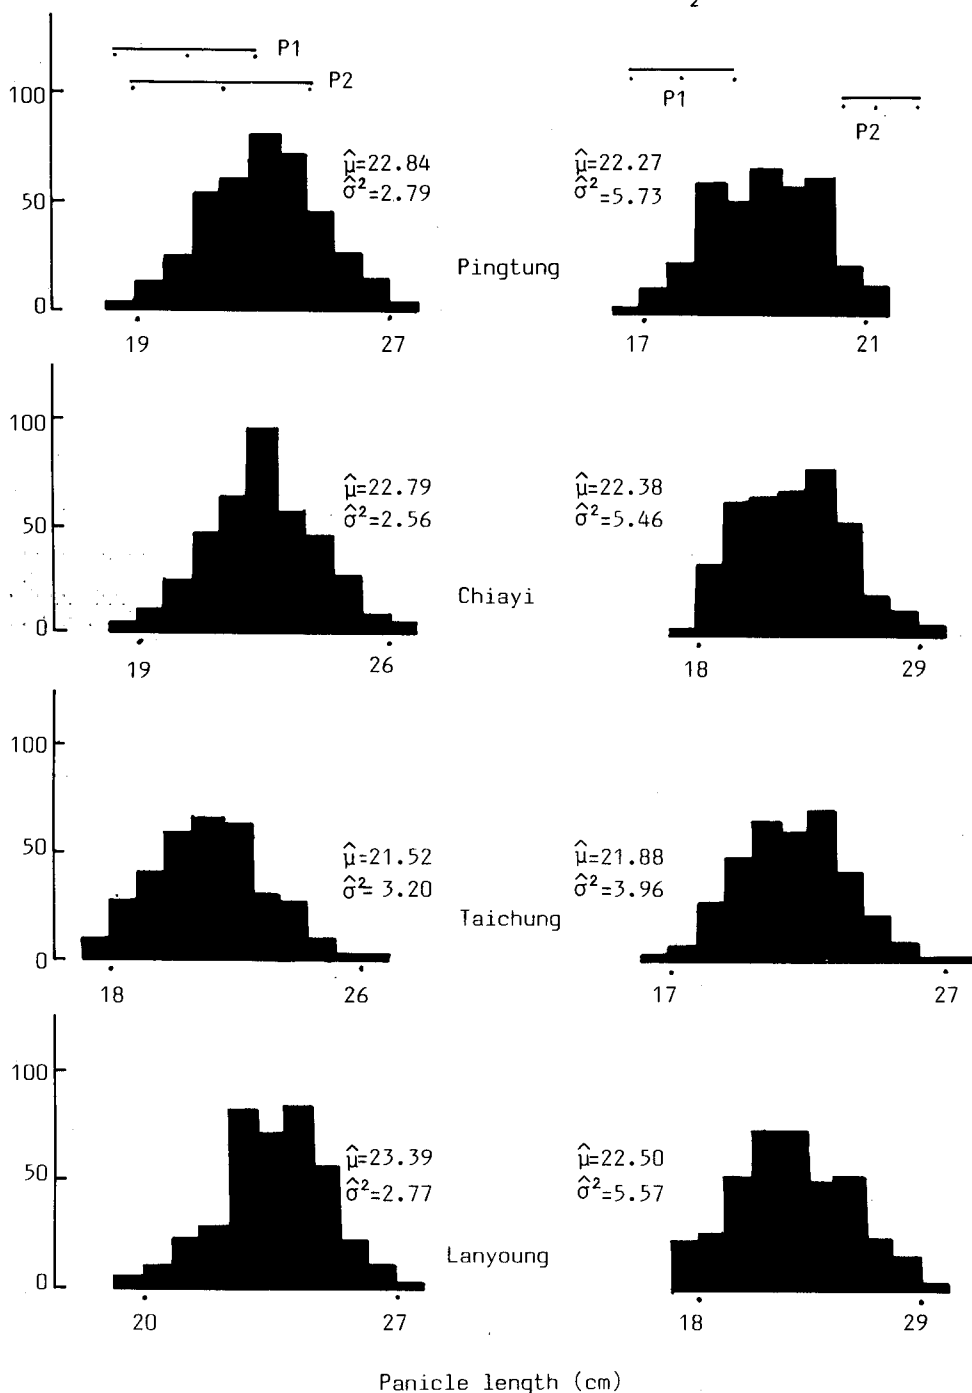 2
P1
P2
P1
P2
100
50
0
μ̂=22.84
σ̂²=2.79
μ̂=22.27
σ̂²=5.73
Pingtung
19 27
17 21
100
50
0
μ̂=22.79
σ̂²=2.56
μ̂=22.38
σ̂²=5.46
Chiayi
19 26
18 29
100
50
0
μ̂=21.52
σ̂²= 3.20
μ̂=21.88
σ̂²=3.96
Taichung
18 26
17 27
100
50
0
μ̂=23.39
σ̂²=2.77
μ̂=22.50
σ̂²=5.57
Lanyoung
20 27
18 29
Panicle length (cm)